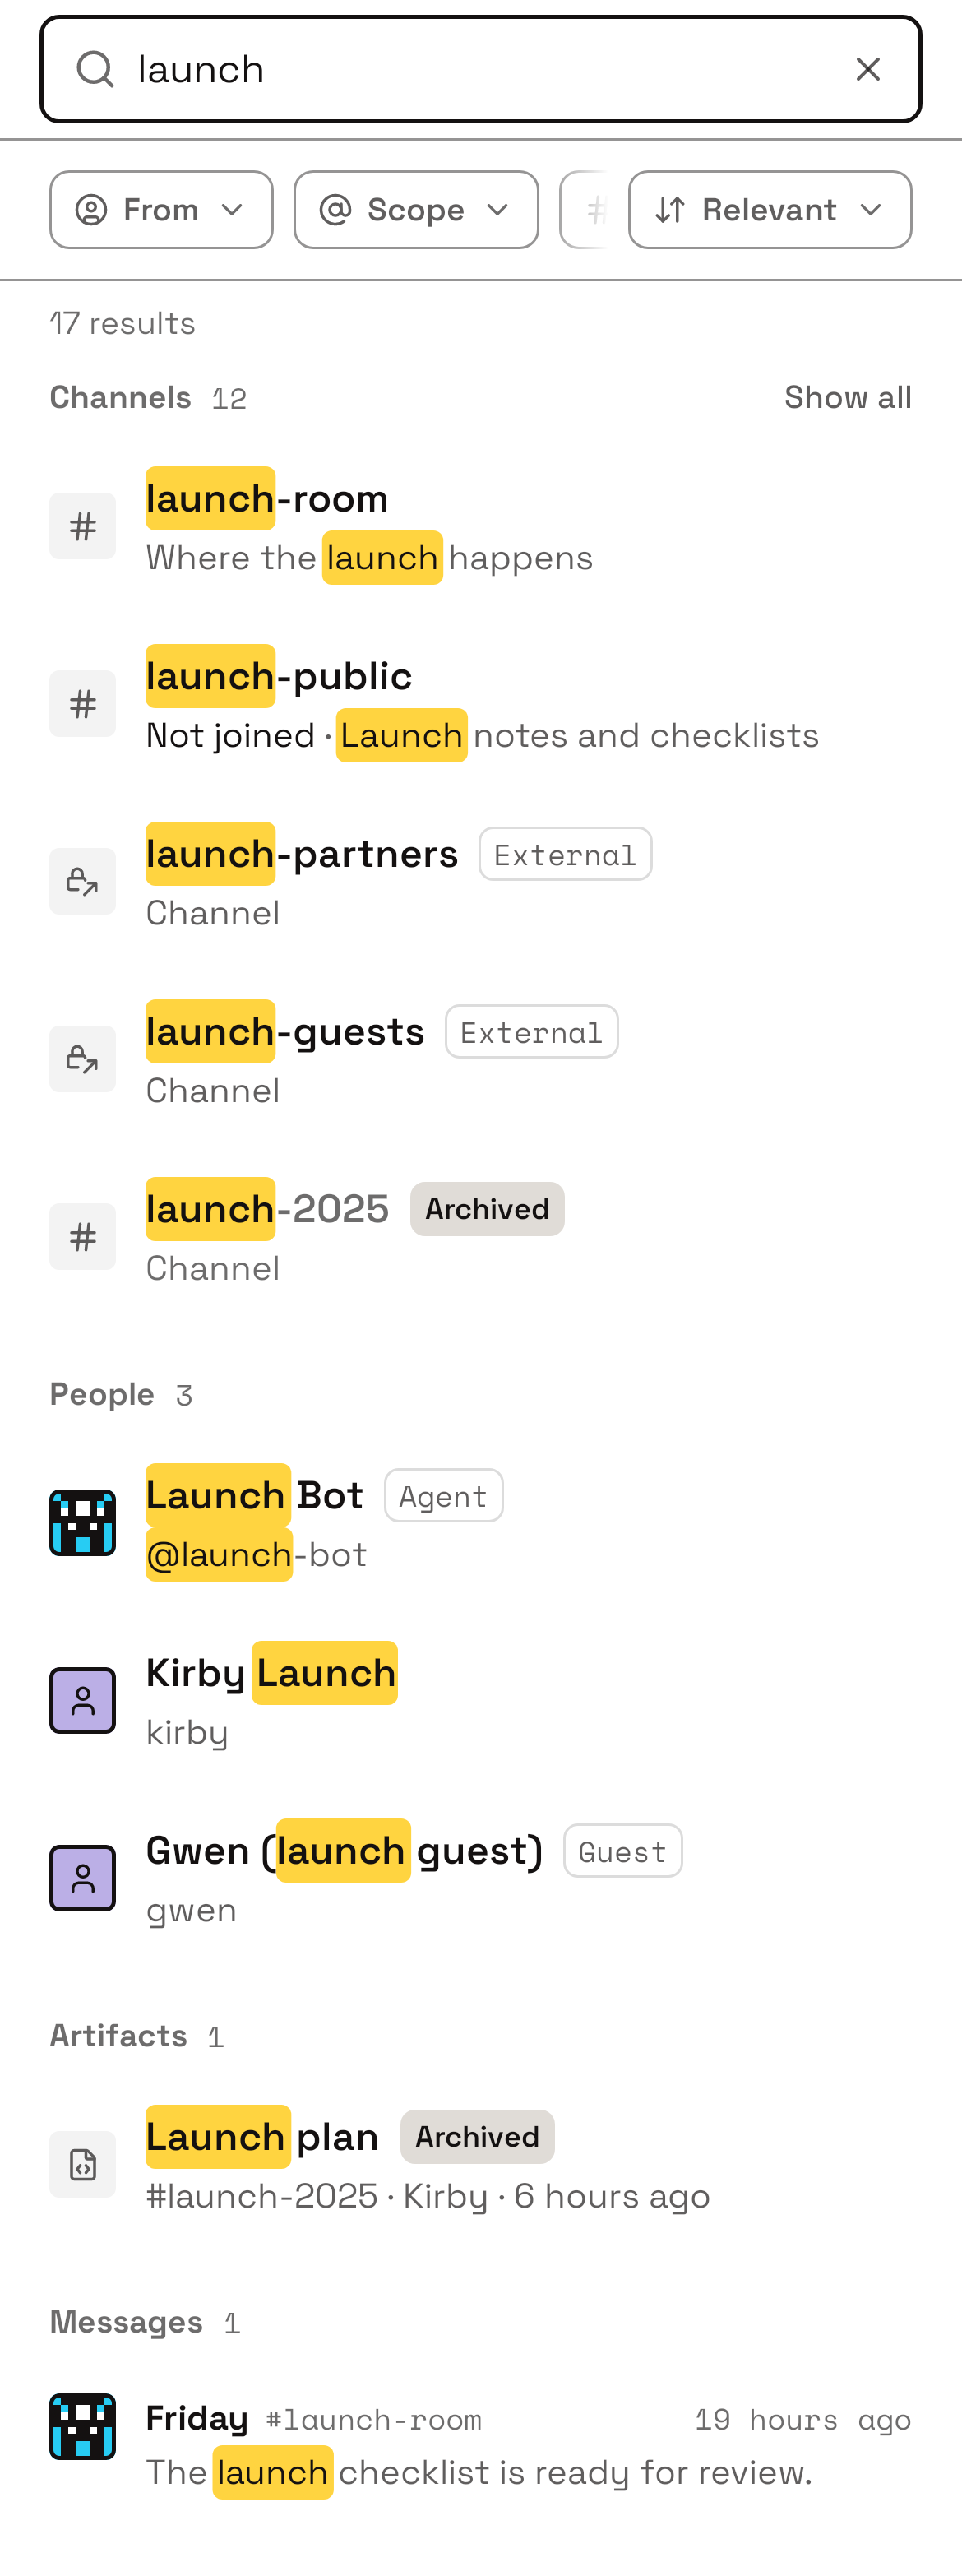 launch
From Scope # Relevant
17 results
Channels 12 Show all
launch-room
Where the launch happens
launch-public
Not joined · Launch notes and checklists
launch-partners External
Channel
launch-guests External
Channel
launch-2025 Archived
Channel
People 3
Launch Bot Agent
@launch-bot
Kirby Launch
kirby
Gwen (launch guest) Guest
gwen
Artifacts 1
Launch plan Archived
#launch-2025 · Kirby · 6 hours ago
Messages 1
Friday #launch-room 19 hours ago
The launch checklist is ready for review.